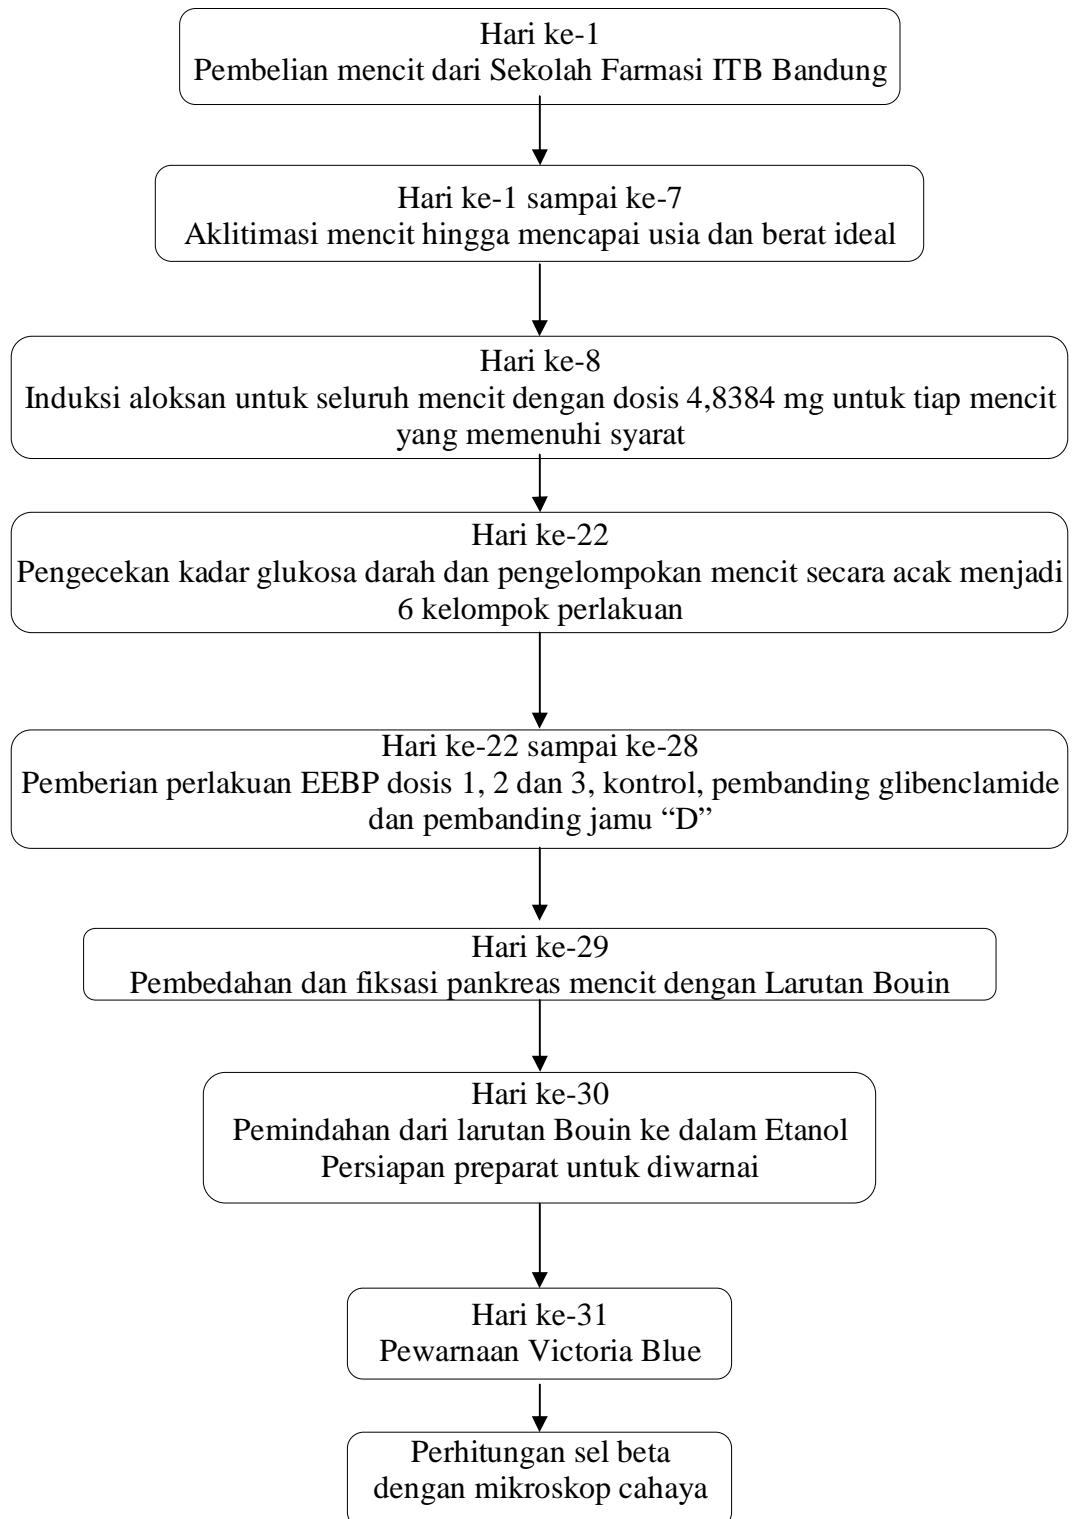 Hari ke-1
Pembelian mencit dari Sekolah Farmasi ITB Bandung
Hari ke-1 sampai ke-7
Aklitimasi mencit hingga mencapai usia dan berat ideal
Hari ke-8
Induksi aloksan untuk seluruh mencit dengan dosis 4,8384 mg untuk tiap mencit
yang memenuhi syarat
Hari ke-22
Pengecekan kadar glukosa darah dan pengelompokan mencit secara acak menjadi
6 kelompok perlakuan
Hari ke-22 sampai ke-28
Pemberian perlakuan EEBP dosis 1, 2 dan 3, kontrol, pembanding glibenclamide
dan pembanding jamu “D”
Hari ke-29
Pembedahan dan fiksasi pankreas mencit dengan Larutan Bouin
Hari ke-30
Pemindahan dari larutan Bouin ke dalam Etanol
Persiapan preparat untuk diwarnai
Hari ke-31
Pewarnaan Victoria Blue
Perhitungan sel beta
dengan mikroskop cahaya